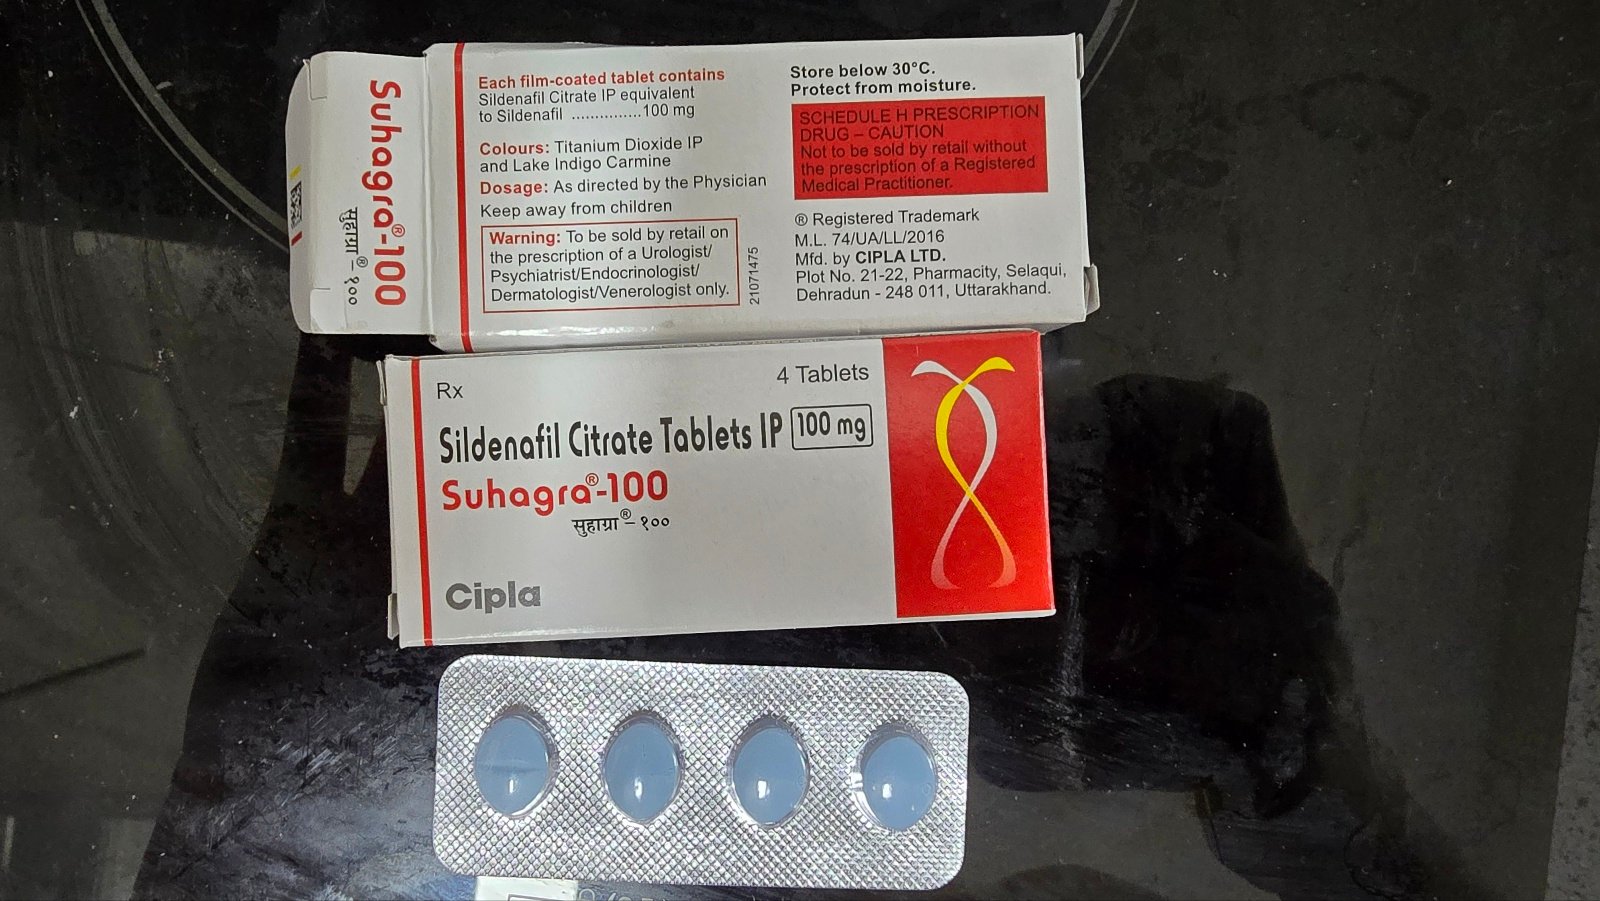 Suhagra®-100
सुहाग्रा®-१००
Each film-coated tablet contains
Sildenafil Citrate IP equivalent
to Sildenafil ...............100 mg
Colours: Titanium Dioxide IP
and Lake Indigo Carmine
Dosage: As directed by the Physician
Keep away from children
Warning: To be sold by retail on
the prescription of a Urologist/
Psychiatrist/Endocrinologist/
Dermatologist/Venerologist only.
21071475
Store below 30°C.
Protect from moisture.
SCHEDULE H PRESCRIPTION
DRUG – CAUTION
Not to be sold by retail without
the prescription of a Registered
Medical Practitioner.
® Registered Trademark
M.L. 74/UA/LL/2016
Mfd. by CIPLA LTD.
Plot No. 21-22, Pharmacity, Selaqui,
Dehradun - 248 011, Uttarakhand.
Rx
4 Tablets
Sildenafil Citrate Tablets IP 100 mg
Suhagra®-100
सुहाग्रा®-१००
Cipla